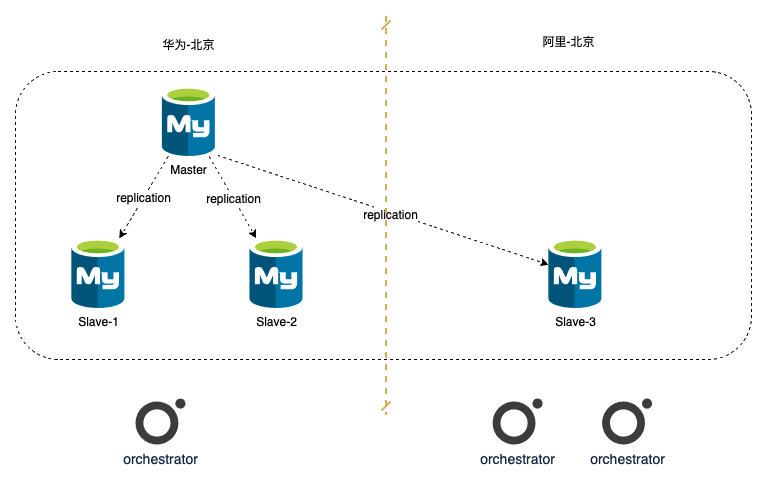 华为-北京
阿里-北京
My
Master
replication
replication
replication
My
My
My
Slave-1
Slave-2
Slave-3
orchestrator
orchestrator
orchestrator